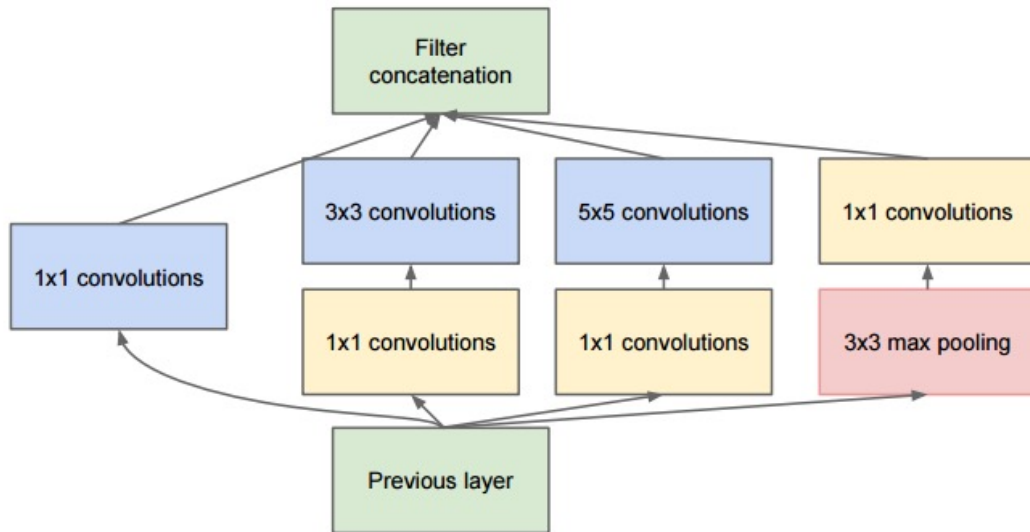 Filter
concatenation
3x3 convolutions
5x5 convolutions
1x1 convolutions
1x1 convolutions
1x1 convolutions
1x1 convolutions
3x3 max pooling
Previous layer